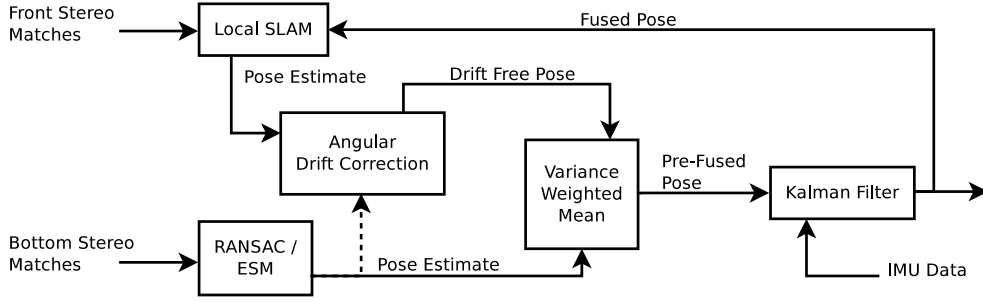 Front Stereo
Matches
Local SLAM
Fused Pose
Pose Estimate
Drift Free Pose
Angular
Drift Correction
Variance
Weighted
Mean
Pre-Fused
Pose
Kalman Filter
Bottom Stereo
Matches
RANSAC /
ESM
Pose Estimate
IMU Data